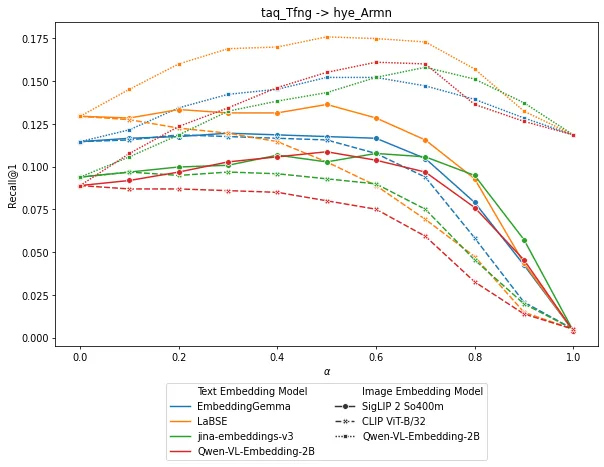 taq_Tfng -> hye_Armn
Recall@1
0.175
0.150
0.125
0.100
0.075
0.050
0.025
0.000
0.0 0.2 0.4 0.6 0.8 1.0
α
Text Embedding Model Image Embedding Model
EmbeddingGemma SigLIP 2 So400m
LaBSE CLIP ViT-B/32
jina-embeddings-v3 Qwen-VL-Embedding-2B
Qwen-VL-Embedding-2B